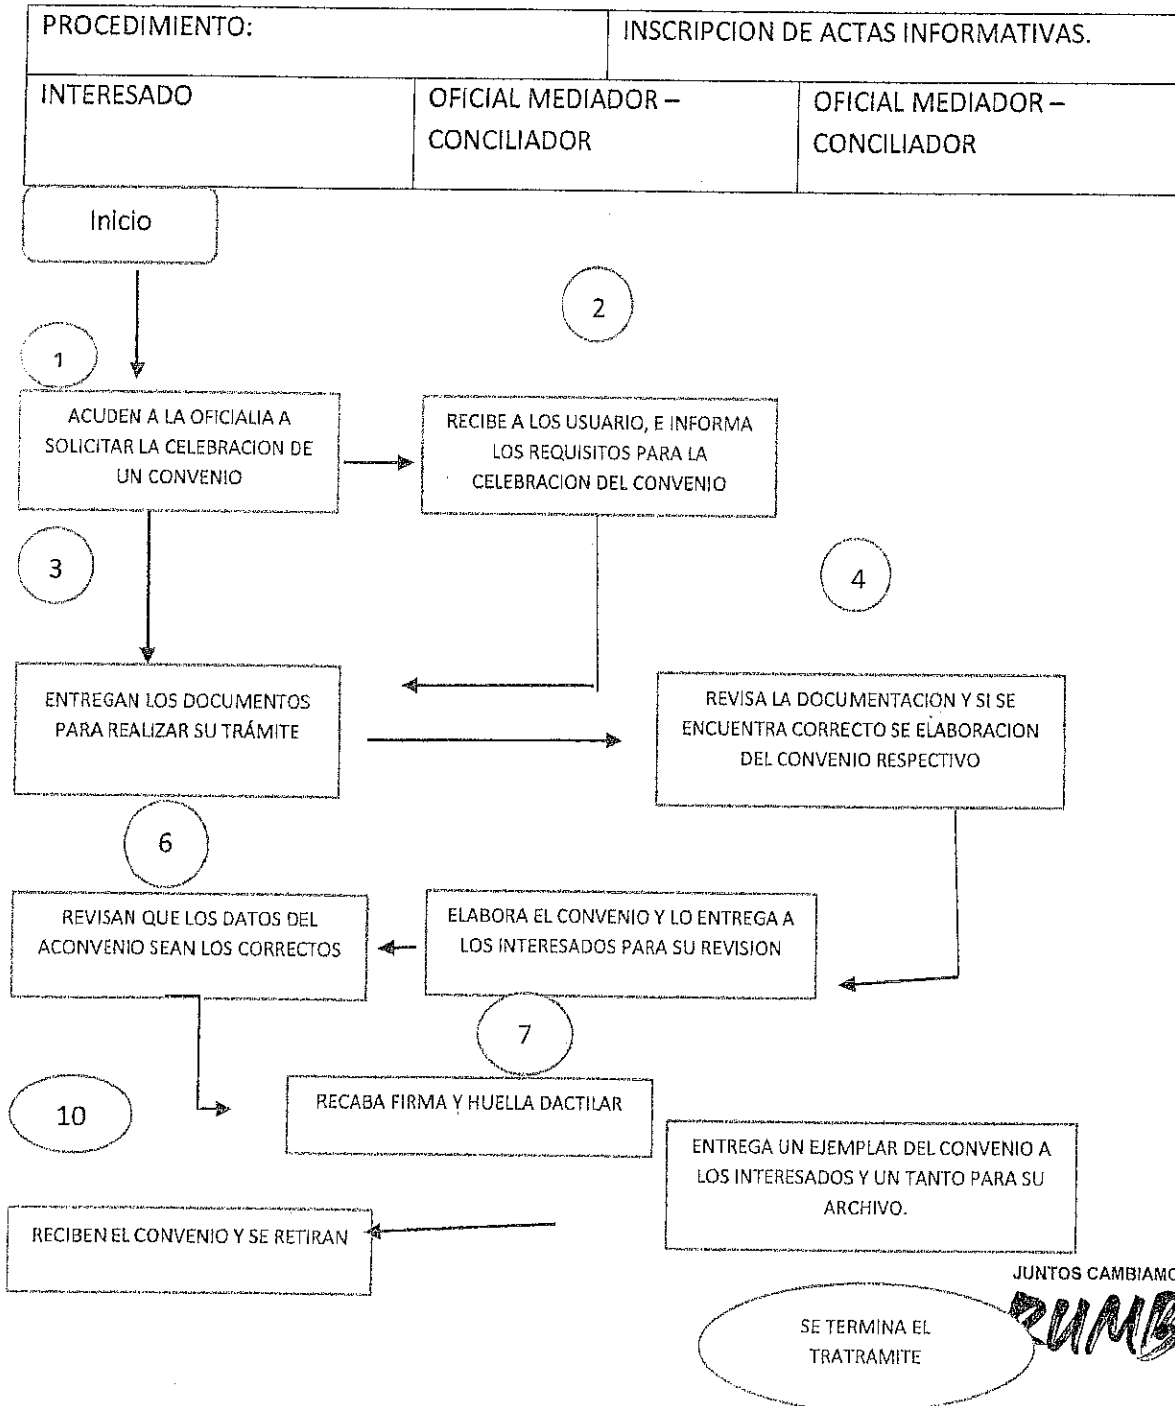 PROCEDIMIENTO:
INSCRIPCION DE ACTAS INFORMATIVAS.
INTERESADO
OFICIAL MEDIADOR –
CONCILIADOR
OFICIAL MEDIADOR –
CONCILIADOR
Inicio
2
1
ACUDEN A LA OFICIALIA A
SOLICITAR LA CELEBRACION DE
UN CONVENIO
RECIBE A LOS USUARIO, E INFORMA
LOS REQUISITOS PARA LA
CELEBRACION DEL CONVENIO
3
4
ENTREGAN LOS DOCUMENTOS
PARA REALIZAR SU TRÁMITE
REVISA LA DOCUMENTACION Y SI SE
ENCUENTRA CORRECTO SE ELABORACION
DEL CONVENIO RESPECTIVO
6
REVISAN QUE LOS DATOS DEL
ACONVENIO SEAN LOS CORRECTOS
ELABORA EL CONVENIO Y LO ENTREGA A
LOS INTERESADOS PARA SU REVISION
7
10
RECABA FIRMA Y HUELLA DACTILAR
ENTREGA UN EJEMPLAR DEL CONVENIO A
LOS INTERESADOS Y UN TANTO PARA SU
ARCHIVO.
RECIBEN EL CONVENIO Y SE RETIRAN
JUNTOS CAMBIAMO
RUMB
SE TERMINA EL
TRATRAMITE